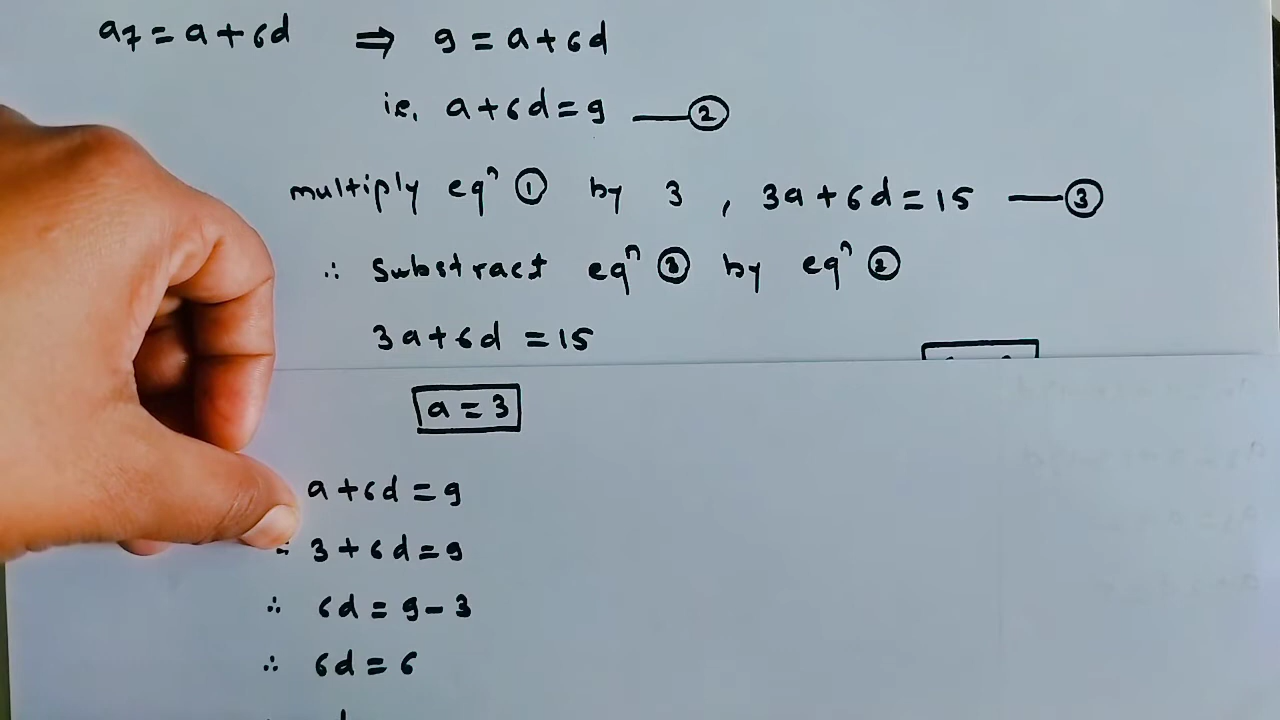 a7 = a + 6d ⇒ 9 = a + 6d
ie, a + 6d = 9 —— ②
multiply eqⁿ ① by 3 , 3a + 6d = 15 —— ③
∴ Substract eqⁿ ③ by eqⁿ ②
3a + 6d = 15
a = 3
a + 6d = 9
∴ 3 + 6d = 9
∴ 6d = 9 - 3
∴ 6d = 6